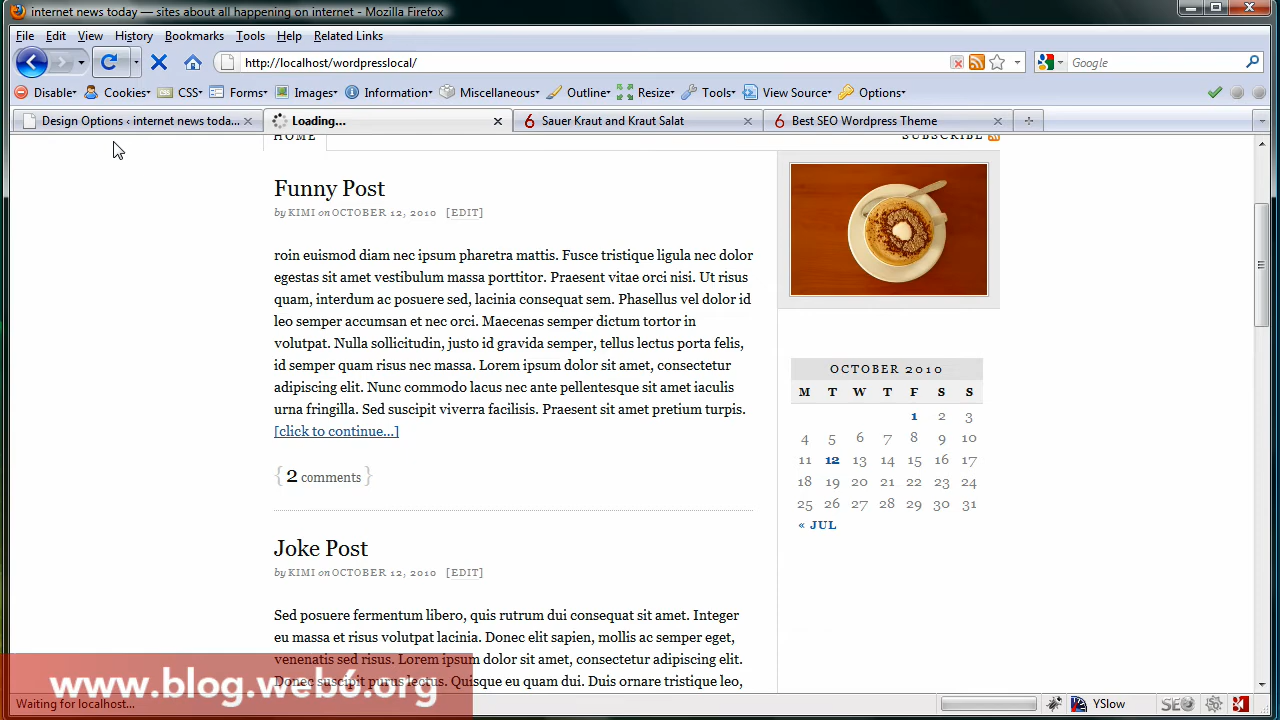 internet news today — sites about all happening on internet - Mozilla Firefox
File Edit View History Bookmarks Tools Help Related Links
http://localhost/wordpresslocal/
Google
Disable Cookies CSS Forms Images Information Miscellaneous Outline Resize Tools View Source Options
Design Options ‹ internet news toda... Loading... Sauer Kraut and Kraut Salat Best SEO Wordpress Theme
HOME SUBSCRIBE
Funny Post
by KIMI on OCTOBER 12, 2010 [EDIT]
roin euismod diam nec ipsum pharetra mattis. Fusce tristique ligula nec dolor
egestas sit amet vestibulum massa porttitor. Praesent vitae orci nisi. Ut risus
quam, interdum ac posuere sed, lacinia consequat sem. Phasellus vel dolor id
leo semper accumsan et nec orci. Maecenas semper dictum tortor in
volutpat. Nulla sollicitudin, justo id gravida semper, tellus lectus porta felis,
id semper quam risus nec massa. Lorem ipsum dolor sit amet, consectetur
adipiscing elit. Nunc commodo lacus nec ante pellentesque sit amet iaculis
urna fringilla. Sed suscipit viverra facilisis. Praesent sit amet pretium turpis.
[click to continue...]
{ 2 comments }
Joke Post
by KIMI on OCTOBER 12, 2010 [EDIT]
Sed posuere fermentum libero, quis rutrum dui consequat sit amet. Integer
eu massa et risus volutpat lacinia. Donec elit sapien, mollis ac semper eget,
venenatis sed risus. Lorem ipsum dolor sit amet, consectetur adipiscing elit.
Donec suscipit purus lectus. Quisque eu quam dui. Duis ornare tristique leo,
OCTOBER 2010
M T W T F S S
1 2 3
4 5 6 7 8 9 10
11 12 13 14 15 16 17
18 19 20 21 22 23 24
25 26 27 28 29 30 31
« JUL
www.blog.web6.org
Waiting for localhost...
YSlow
SEO